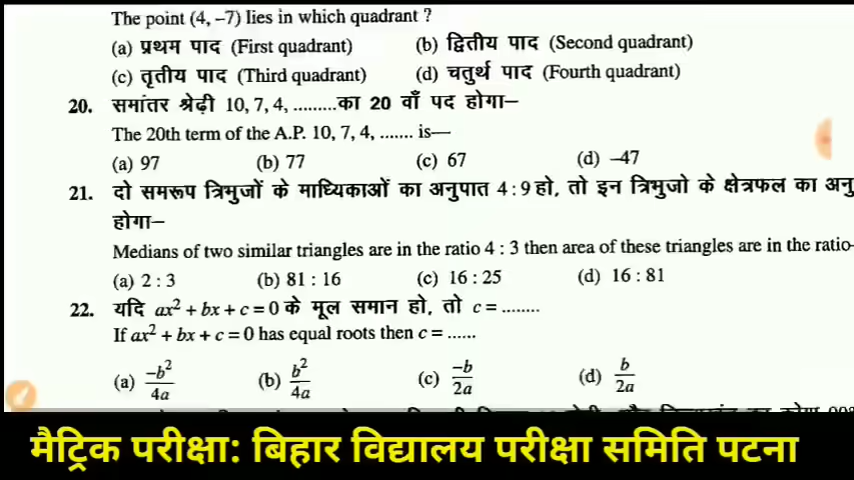 The point (4, –7) lies in which quadrant ?
(a) प्रथम पाद (First quadrant) (b) द्वितीय पाद (Second quadrant)
(c) तृतीय पाद (Third quadrant) (d) चतुर्थ पाद (Fourth quadrant)
20. समांतर श्रेढ़ी 10, 7, 4, .........का 20 वाँ पद होगा–
The 20th term of the A.P. 10, 7, 4, ....... is—
(a) 97 (b) 77 (c) 67 (d) –47
21. दो समरूप त्रिभुजों के माध्यिकाओं का अनुपात 4 : 9 हो, तो इन त्रिभुजो के क्षेत्रफल का अनु
होगा–
Medians of two similar triangles are in the ratio 4 : 3 then area of these triangles are in the ratio-
(a) 2 : 3 (b) 81 : 16 (c) 16 : 25 (d) 16 : 81
22. यदि ax² + bx + c = 0 के मूल समान हो, तो c = ........
If ax² + bx + c = 0 has equal roots then c = ......
(a) –b²/4a (b) b²/4a (c) –b/2a (d) b/2a
मैट्रिक परीक्षा: बिहार विद्यालय परीक्षा समिति पटना